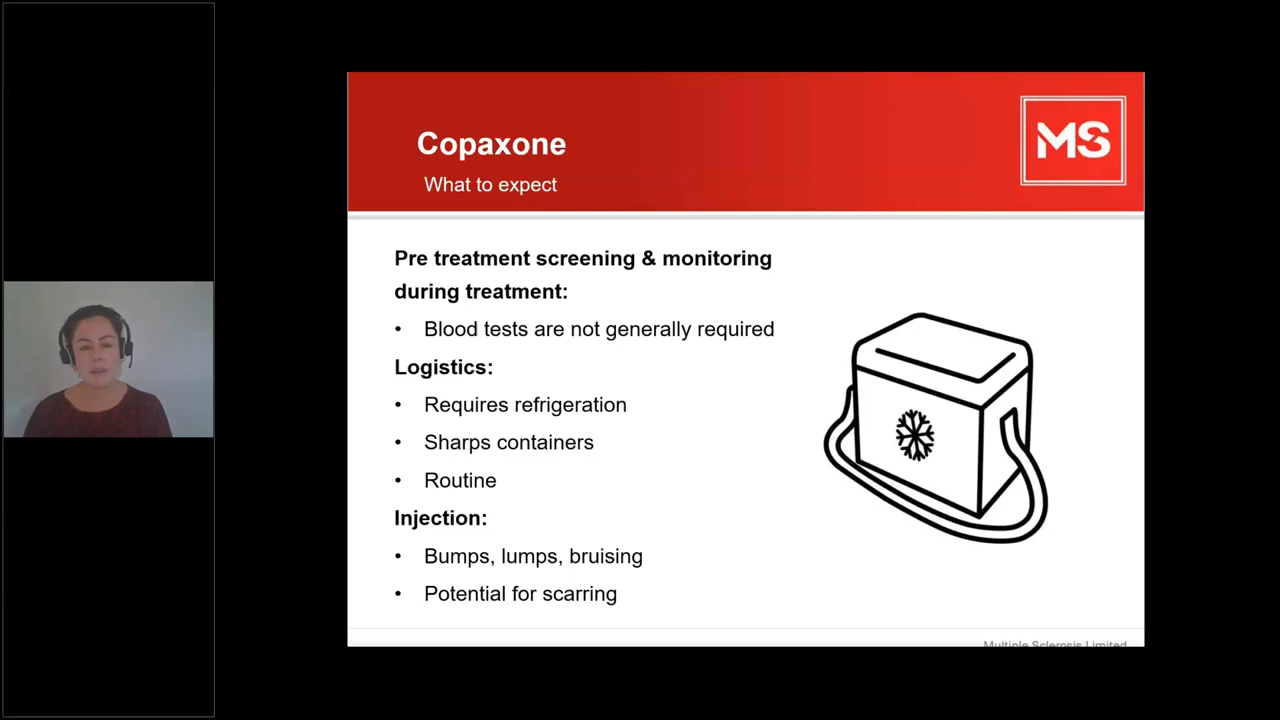 Copaxone
What to expect
MS
Pre treatment screening & monitoring
during treatment:
• Blood tests are not generally required
Logistics:
• Requires refrigeration
• Sharps containers
• Routine
Injection:
• Bumps, lumps, bruising
• Potential for scarring
Multiple Sclerosis Limited